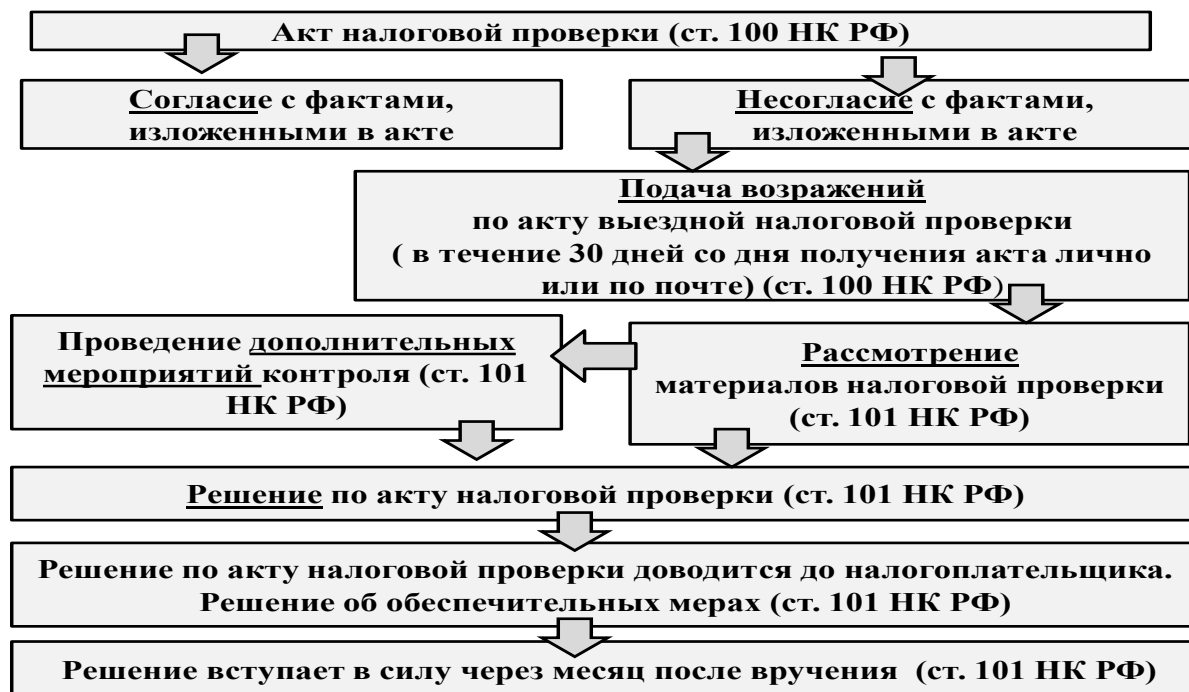 Акт налоговой проверки (ст. 100 НК РФ)
Согласие с фактами,
изложенными в акте
Несогласие с фактами,
изложенными в акте
Подача возражений
по акту выездной налоговой проверки
( в течение 30 дней со дня получения акта лично
или по почте) (ст. 100 НК РФ)
Проведение дополнительных
мероприятий контроля (ст. 101
НК РФ)
Рассмотрение
материалов налоговой проверки
(ст. 101 НК РФ)
Решение по акту налоговой проверки (ст. 101 НК РФ)
Решение по акту налоговой проверки доводится до налогоплательщика.
Решение об обеспечительных мерах (ст. 101 НК РФ)
Решение вступает в силу через месяц после вручения (ст. 101 НК РФ)